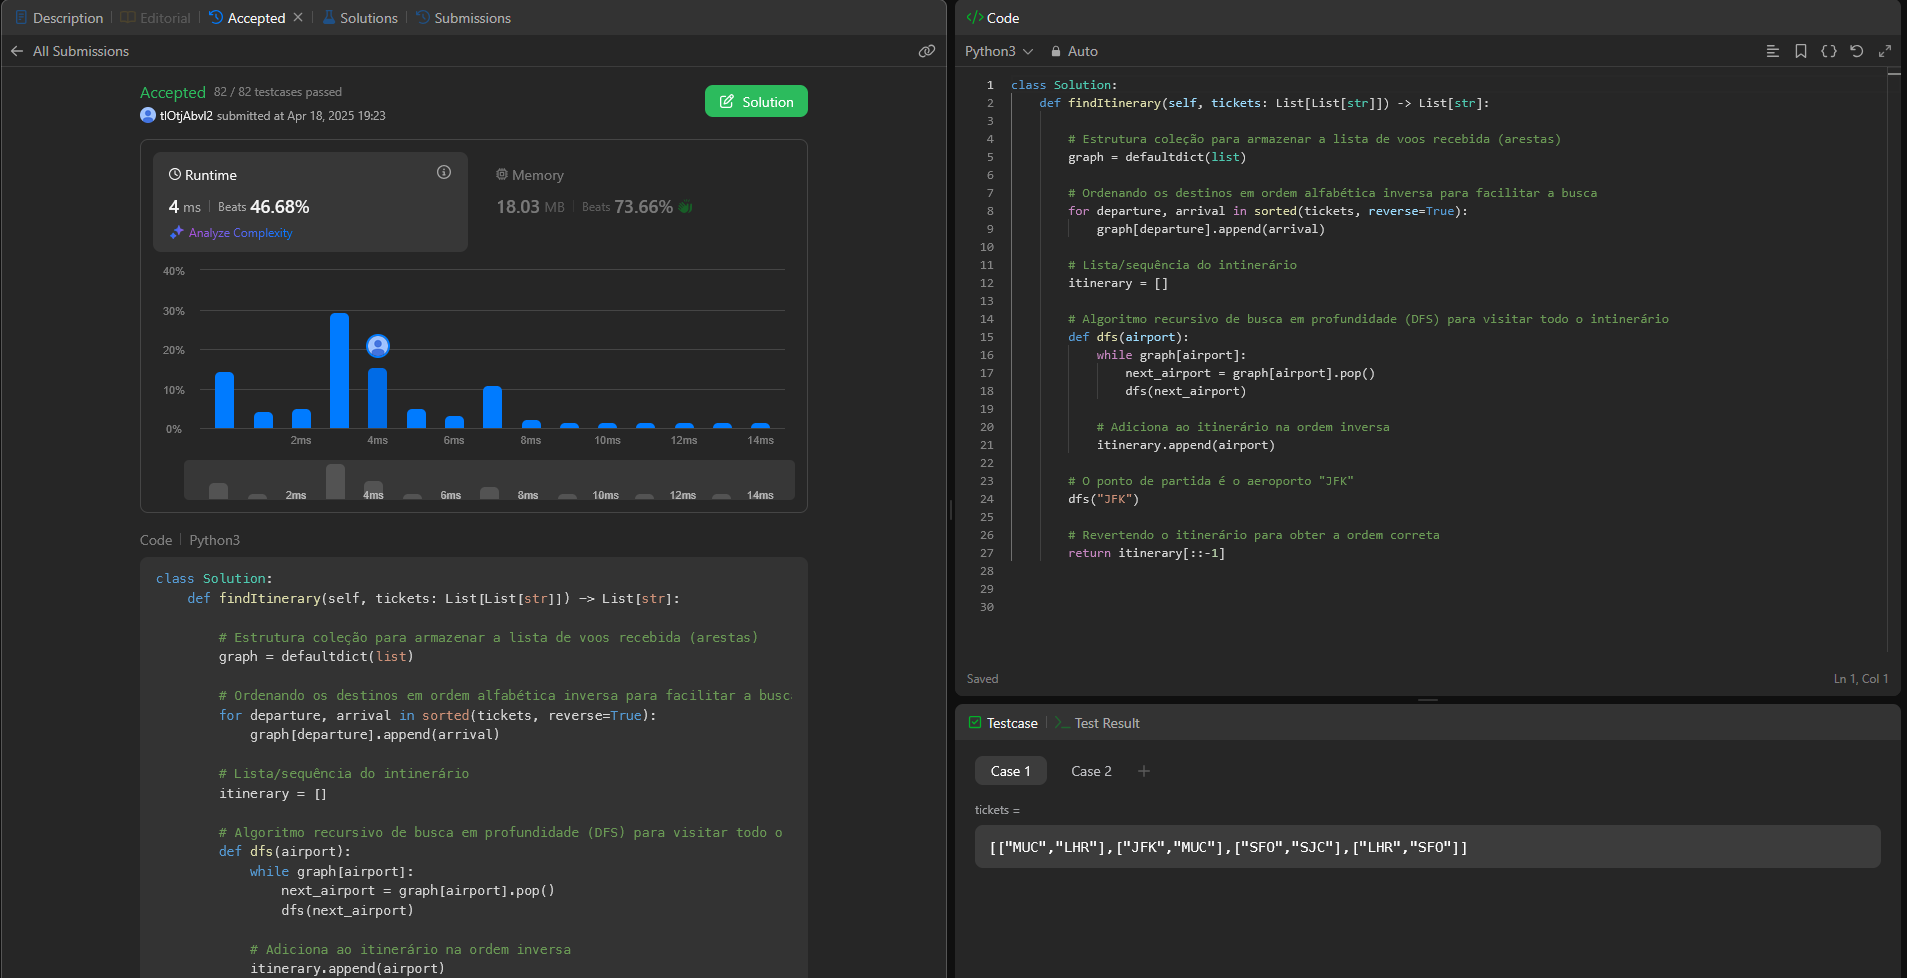 Description | Editorial | Accepted × | Solutions | Submissions
All Submissions
Accepted 82 / 82 testcases passed
tlOtjAbvI2 submitted at Apr 18, 2025 19:23
Solution
Runtime
4 ms | Beats 46.68%
Analyze Complexity
Memory
18.03 MB | Beats 73.66%
40%
30%
20%
10%
0%
2ms 4ms 6ms 8ms 10ms 12ms 14ms
2ms 4ms 6ms 8ms 10ms 12ms 14ms
Code | Python3
class Solution:
    def findItinerary(self, tickets: List[List[str]]) -> List[str]:
        # Estrutura coleção para armazenar a lista de voos recebida (arestas)
        graph = defaultdict(list)
        # Ordenando os destinos em ordem alfabética inversa para facilitar a busc
        for departure, arrival in sorted(tickets, reverse=True):
            graph[departure].append(arrival)
        # Lista/sequência do intinerário
        itinerary = []
        # Algoritmo recursivo de busca em profundidade (DFS) para visitar todo o
        def dfs(airport):
            while graph[airport]:
                next_airport = graph[airport].pop()
                dfs(next_airport)
            # Adiciona ao itinerário na ordem inversa
            itinerary.append(airport)
</> Code
Python3 Auto
1 class Solution:
2     def findItinerary(self, tickets: List[List[str]]) -> List[str]:
3
4         # Estrutura coleção para armazenar a lista de voos recebida (arestas)
5         graph = defaultdict(list)
6
7         # Ordenando os destinos em ordem alfabética inversa para facilitar a busca
8         for departure, arrival in sorted(tickets, reverse=True):
9             graph[departure].append(arrival)
10
11         # Lista/sequência do intinerário
12         itinerary = []
13
14         # Algoritmo recursivo de busca em profundidade (DFS) para visitar todo o intinerário
15         def dfs(airport):
16             while graph[airport]:
17                 next_airport = graph[airport].pop()
18                 dfs(next_airport)
19
20             # Adiciona ao itinerário na ordem inversa
21             itinerary.append(airport)
22
23         # O ponto de partida é o aeroporto "JFK"
24         dfs("JFK")
25
26         # Revertendo o itinerário para obter a ordem correta
27         return itinerary[::-1]
28
29
30
Saved
Ln 1, Col 1
Testcase | >_ Test Result
Case 1 Case 2 +
tickets =
[["MUC","LHR"],["JFK","MUC"],["SFO","SJC"],["LHR","SFO"]]